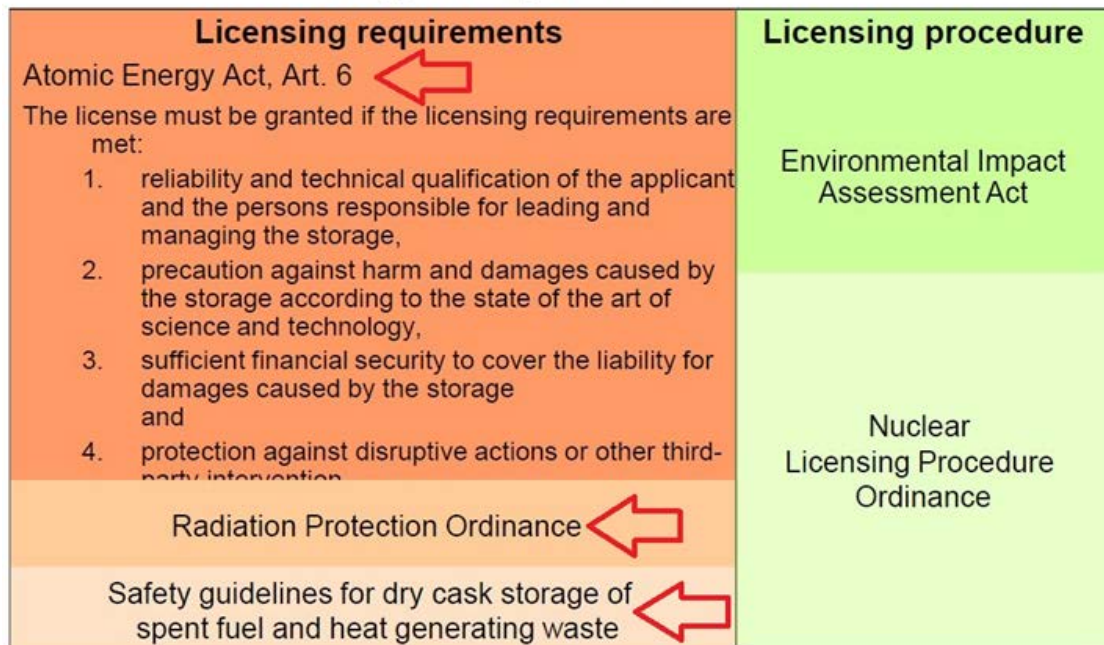 Licensing requirements
Atomic Energy Act, Art. 6
The license must be granted if the licensing requirements are
met:
1. reliability and technical qualification of the applicant
and the persons responsible for leading and
managing the storage,
2. precaution against harm and damages caused by
the storage according to the state of the art of
science and technology,
3. sufficient financial security to cover the liability for
damages caused by the storage
and
4. protection against disruptive actions or other third-
party intervention
Radiation Protection Ordinance
Safety guidelines for dry cask storage of
spent fuel and heat generating waste
Licensing procedure
Environmental Impact
Assessment Act
Nuclear
Licensing Procedure
Ordinance